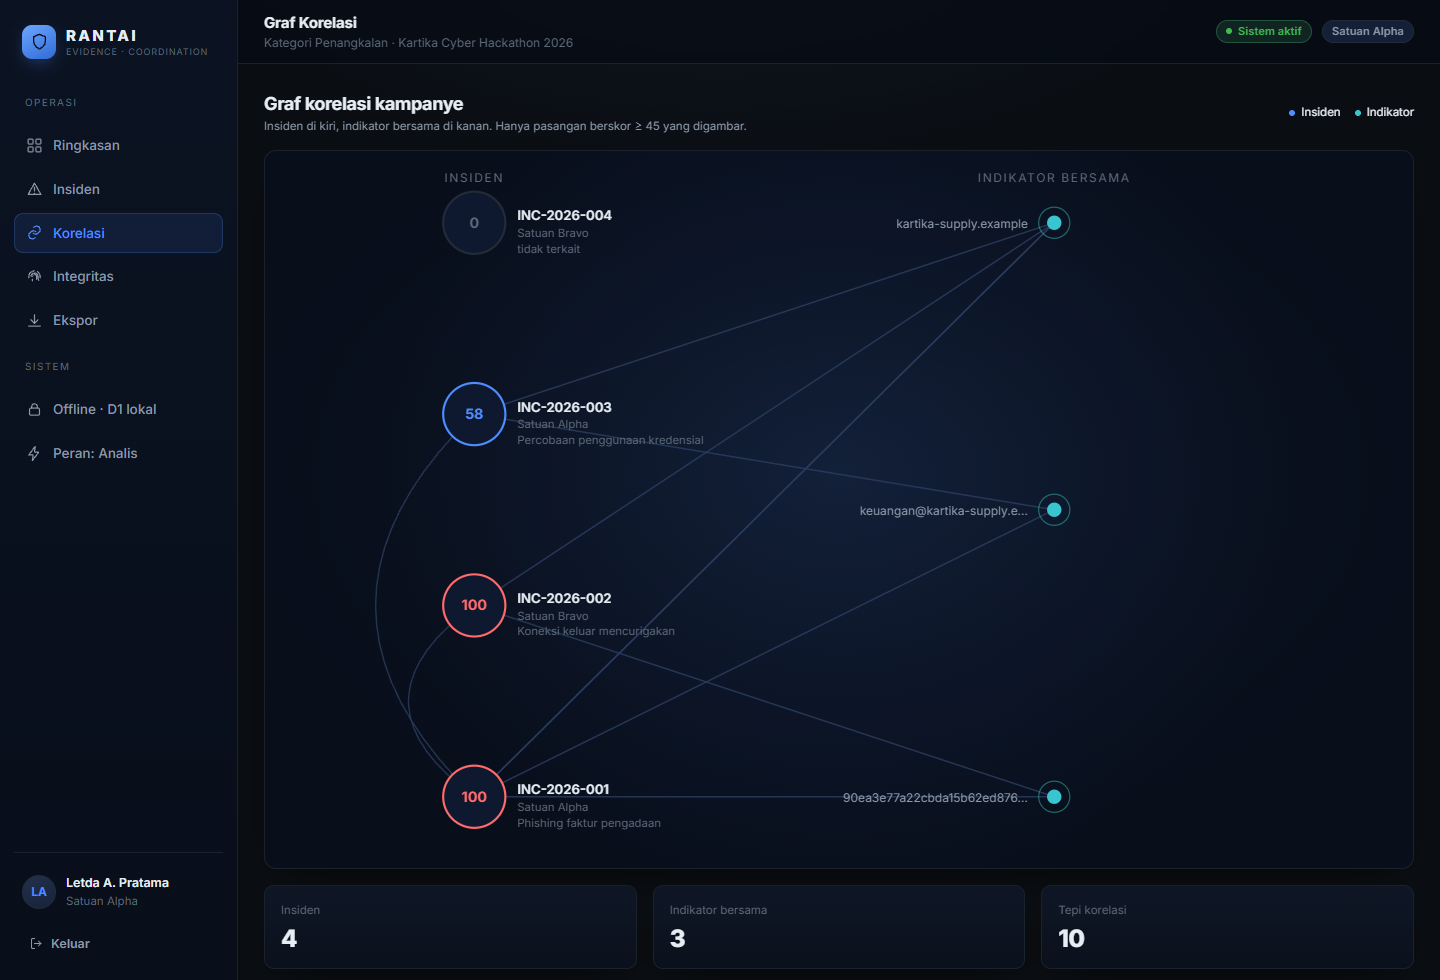 RANTAI
EVIDENCE · COORDINATION
OPERASI
Ringkasan
Insiden
Korelasi
Integritas
Ekspor
SISTEM
Offline · D1 lokal
Peran: Analis
LA
Letda A. Pratama
Satuan Alpha
Keluar
Graf Korelasi
Kategori Penangkalan · Kartika Cyber Hackathon 2026
Sistem aktif
Satuan Alpha
Graf korelasi kampanye
Insiden di kiri, indikator bersama di kanan. Hanya pasangan berskor ≥ 45 yang digambar.
Insiden
Indikator
INSIDEN
INDIKATOR BERSAMA
0
INC-2026-004
Satuan Bravo
tidak terkait
kartika-supply.example
58
INC-2026-003
Satuan Alpha
Percobaan penggunaan kredensial
keuangan@kartika-supply.e…
100
INC-2026-002
Satuan Bravo
Koneksi keluar mencurigakan
100
INC-2026-001
Satuan Alpha
Phishing faktur pengadaan
90ea3e77a22cbda15b62ed876…
Insiden
4
Indikator bersama
3
Tepi korelasi
10